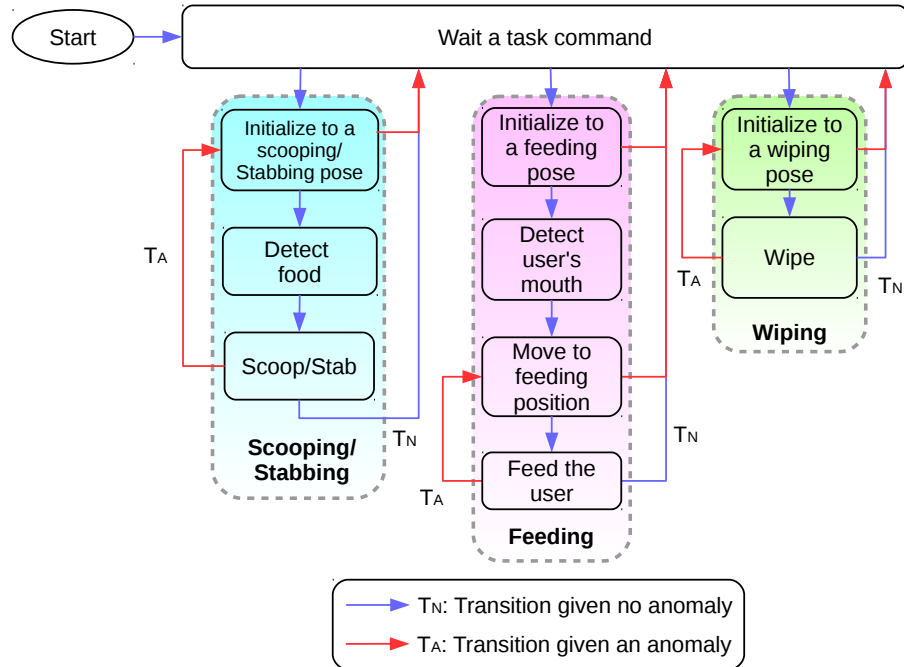 Start
Wait a task command
Initialize to a
scooping/
Stabbing pose
Detect
food
Scoop/Stab
Scooping/
Stabbing
TA
TN
Initialize to
a feeding
pose
Detect
user's
mouth
Move to
feeding
position
Feed the
user
Feeding
TA
TN
Initialize to
a wiping
pose
Wipe
Wiping
TA
TN
TN: Transition given no anomaly
TA: Transition given an anomaly